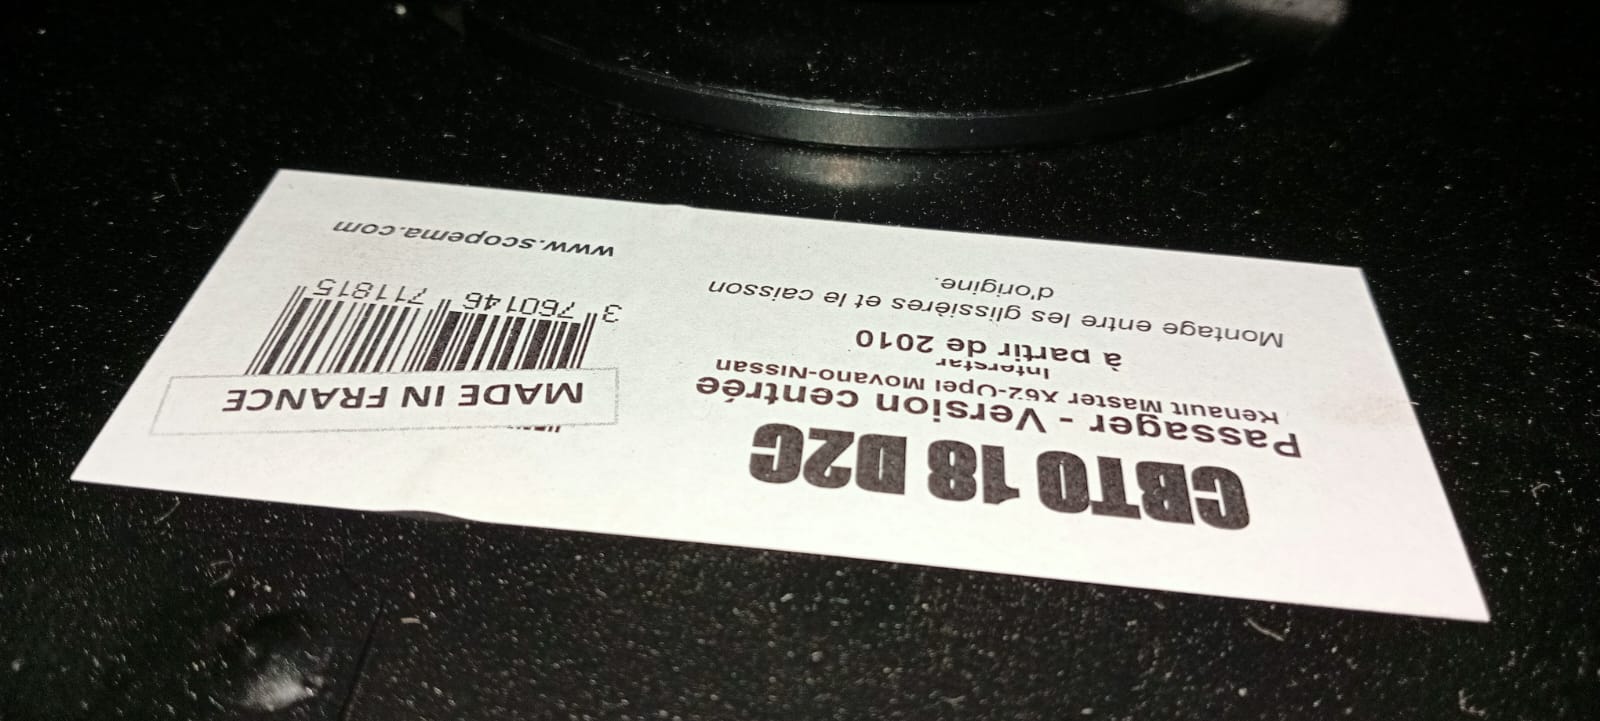 CBTO 18 D2C
Passager - Version centrée
Renault Master X62-Opel Movano-Nissan
Interstar
à partir de 2010
Montage entre les glissières et le caisson
d'origine.
MADE IN FRANCE
3 760146 711815
www.scopema.com